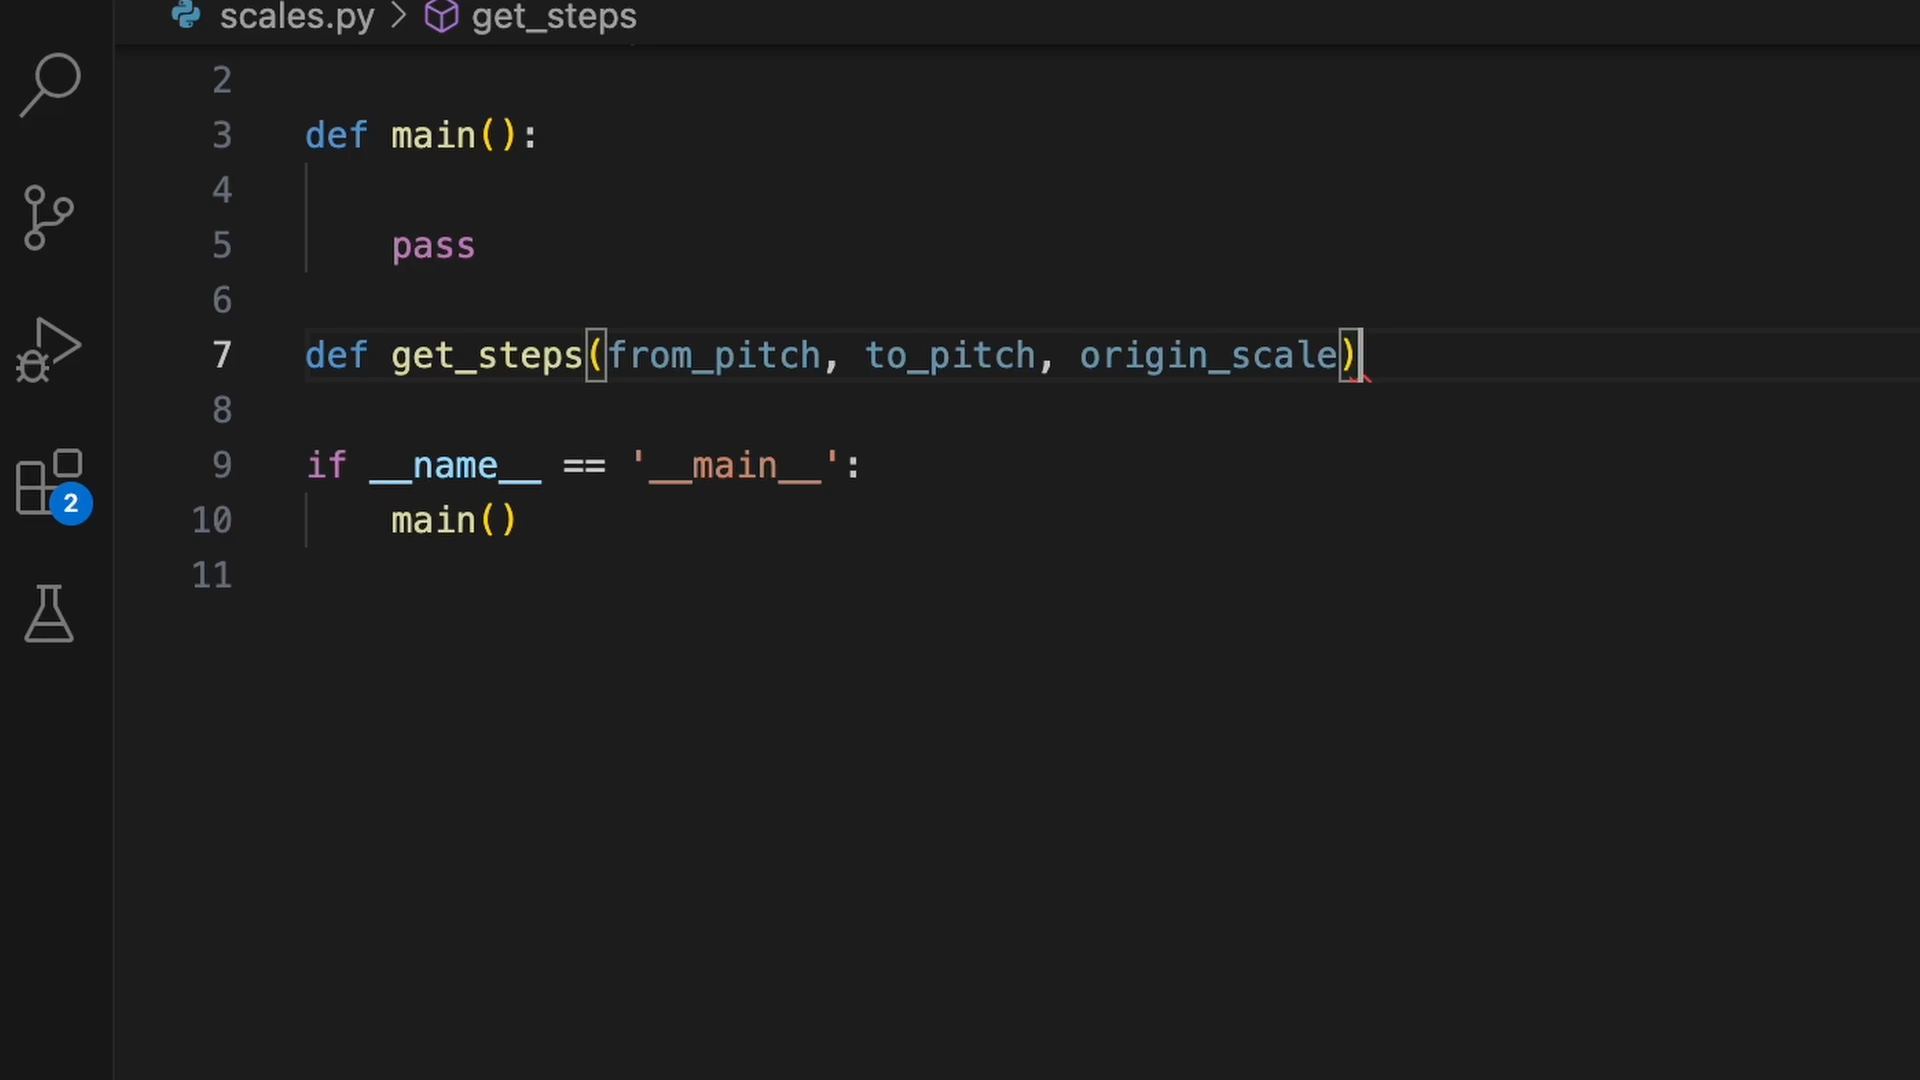 scales.py > get_steps
2
3 def main():
4
5 pass
6
7 def get_steps(from_pitch, to_pitch, origin_scale)
8
9 if __name__ == '__main__':
10 main()
11
2